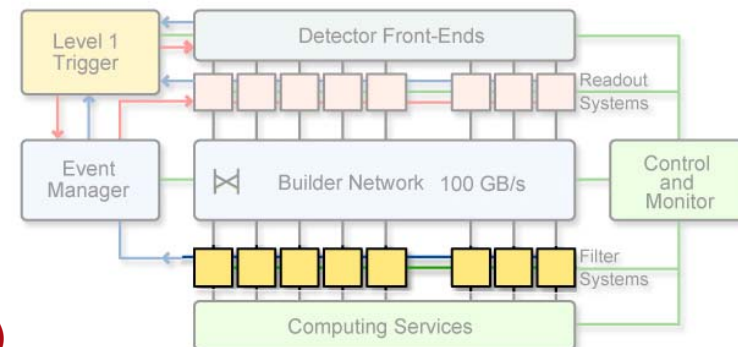 Level 1
Trigger
Detector Front-Ends
Readout
Systems
Event
Manager
Builder Network 100 GB/s
Control
and
Monitor
Filter
Systems
Computing Services